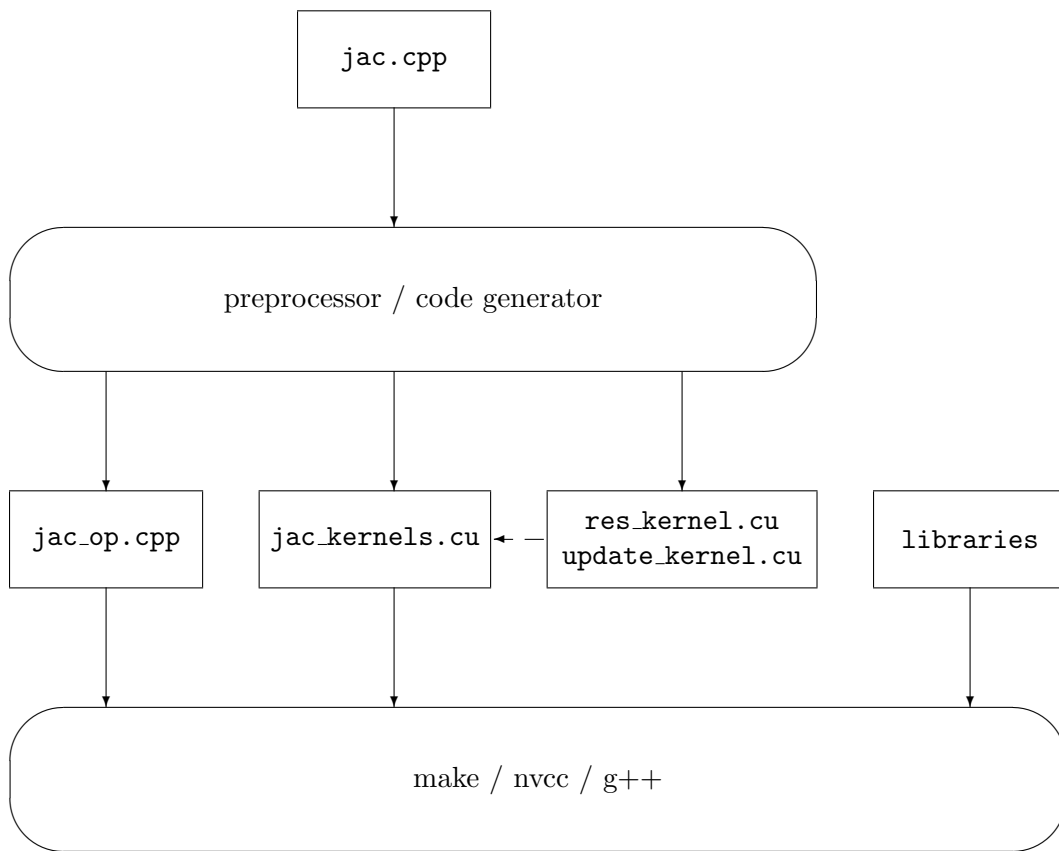 jac.cpp
preprocessor / code generator
jac_op.cpp
jac_kernels.cu
res_kernel.cu
update_kernel.cu
libraries
make / nvcc / g++